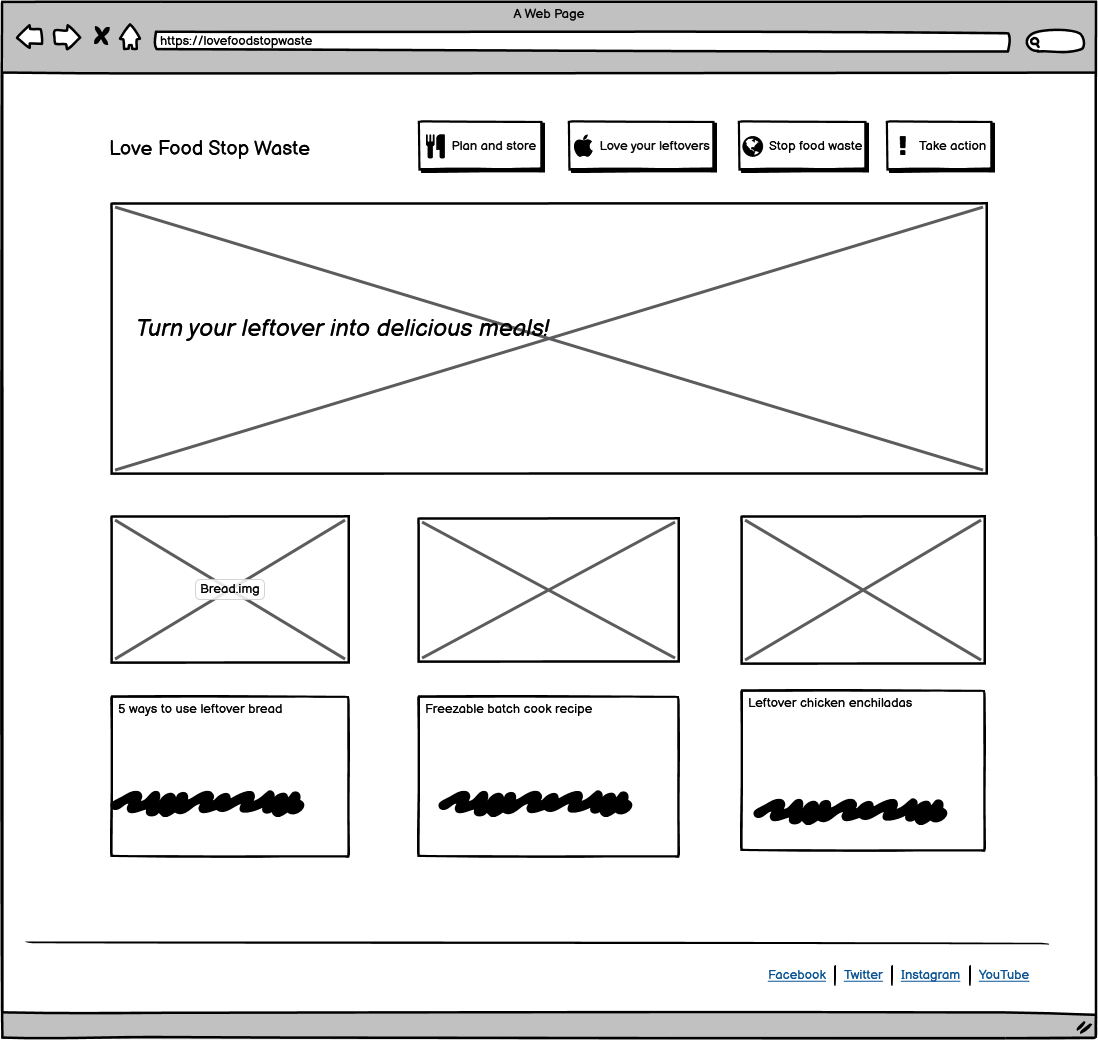 A Web Page
https://lovefoodstopwaste
Love Food Stop Waste
Plan and store
Love your leftovers
Stop food waste
Take action
Turn your leftover into delicious meals!
Bread.img
5 ways to use leftover bread
Freezable batch cook recipe
Leftover chicken enchiladas
Facebook | Twitter | Instagram | YouTube